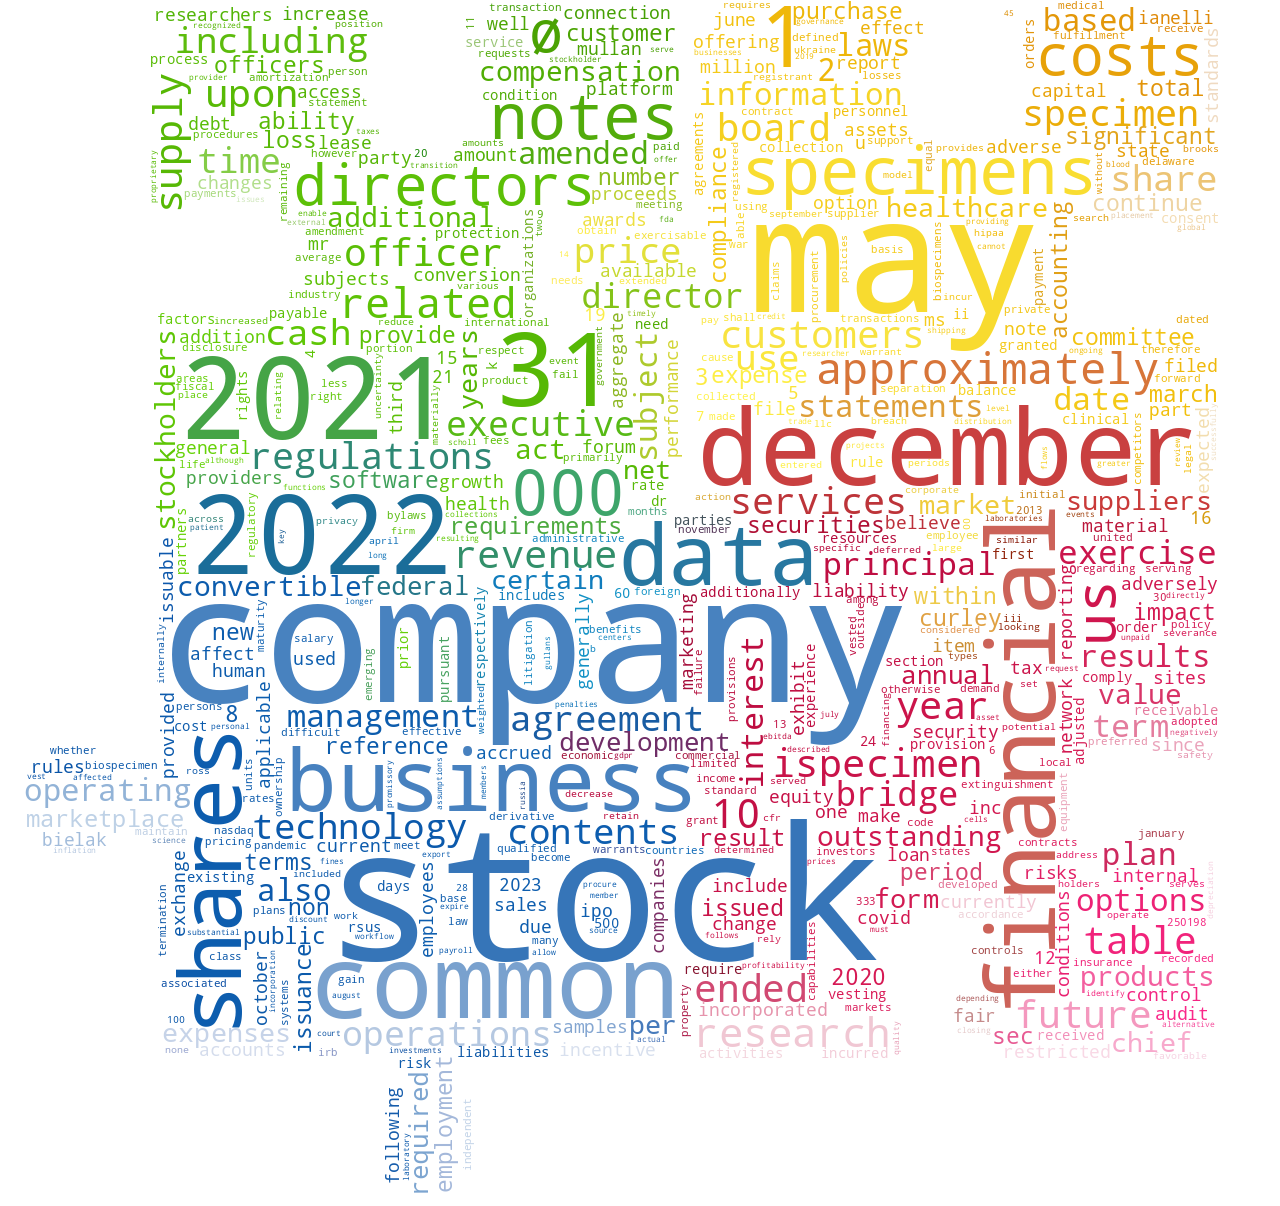 researchers increase position
recognized
including
process officers
provider amortization person
upon access
statement
debt ability
procedures taxes
supply loss lease
however party 20
time
changes
proprietary payments issues
remaining
directors
enable
external
additional
amendment
mr protection
average officer
subjects conversion
various
industry related
transaction connection
11 well ø customer
service mullan serve
requests stockholder
compensation
condition platform
notes
amounts
amended paid
amount offer
transition
number
proceeds
meeting
organizations
awards fda
obtain exercisable
price
14 available
needs extended
director
requires 1 purchase
june governance effect
offering defined laws
businesses ukraine
million 2019 2 report
registrant losses
information
contract personnel
board assets
agreements collection u support
registered
specimens
compliance able using option model
september supplier healthcare
war may
claims basis
procurement policies biospecimens incur
45 medical
based ianelli
orders fulfillment receive
costs
capital total
specimen
significant
equal provides adverse state brooks
without delaware
blood
standards
share
continue
search placement consent
providing hipaa global
cannot
accounting payment
private
factors increased payable reduce international timely
addition cash provide years need
disclosure 4 portion 15 respect event
areas k fail government
fiscal rights less 21 product
place right
relating uncertainty third
stockholders 2021 31
aggregate subject performance
materially executive
general scholl fees act forum
life although primarily net
regulations
providers software growth rate
functions
partners regulatory
2022 health 000 dr
months
across key privacy bylaws collections
patient firm requirements
april resulting administrative
long revenue data
pay shall transactions ms ii
credit shipping note
customers granted
researcher warrant
cause use approximately
3 expense
collected separation balance
5 statements
7 made file llc level
trade breach distribution
december
entered projects rule periods
committee dated
ongoing therefore
filed
date forward
clinical march
part
competitors review legal expected successfully
flaws greater
action services corporate market initial suppliers
parties securities believe 2013 16
november resources employee 00 laboratories events
specific deferred large similar material
principal first united
exercise
issuable convertible federal certain
60 foreign additionally liability within
includes curley iii
among looking
longer company
new salary
affect used prior
human emerging pursuant respectively litigation generally benefits
centers
gullans b
internally maturity weighted penalties
marketing failure interest vested outside
provisions exhibit experience
considered item
types
section
annual tax
otherwise demand set
financing asset year
regarding serving
adversely
30 directly
us impact
order policy severance
unpaid
results
request
comply sites
value
receivable
term adopted
preferred negatively
since safety
financial
network reporting adjusted
potential
local
provided persons 8 management agreement
cost personal applicable difficult effective
development
whether reference accrued economic gdpr commercial
rules biospecimen ross
vest affected units ownership limited
operating rates promissory business income
assumptions members russia decrease standard
marketplace nasdaq derivative retain grant
maintain pricing
bielak science technology contents result
inflation pandemic current meet qualified warrants countries determined
become
exchange existing terms fines export
included
13 ebitda july
described 24 security
provision 6
ispecimen
served
equity bridge extinguishment
cfr one make inc
code cells
10 outstanding contracts
investors loan states
prices
period risks
equipment
january
address plan
internal
holders serves
options
operate
250198
table
recorded
insurance
depreciation
also days employees 28 2023 procure companies include
plans base member
non discount work expire sales ipo issued
substantial rsus law 500
termination public workflow due source change
class many follows rely
payroll allow stock
shares
associated october incorporation systems issuance gain
common
august
developed
333 form currently
covid accordance
must
capabilities
controls 12 conditions products
either identify control
require profitability 2020
ended vesting
property incorporated markets
depending future audit
fair alternative
100 expenses court operations samples per
actual
none accounts irb investments liabilities incentive
risk
research
activities incurred quality
closing sec received chief
restricted favorable
following laboratory required employment independent